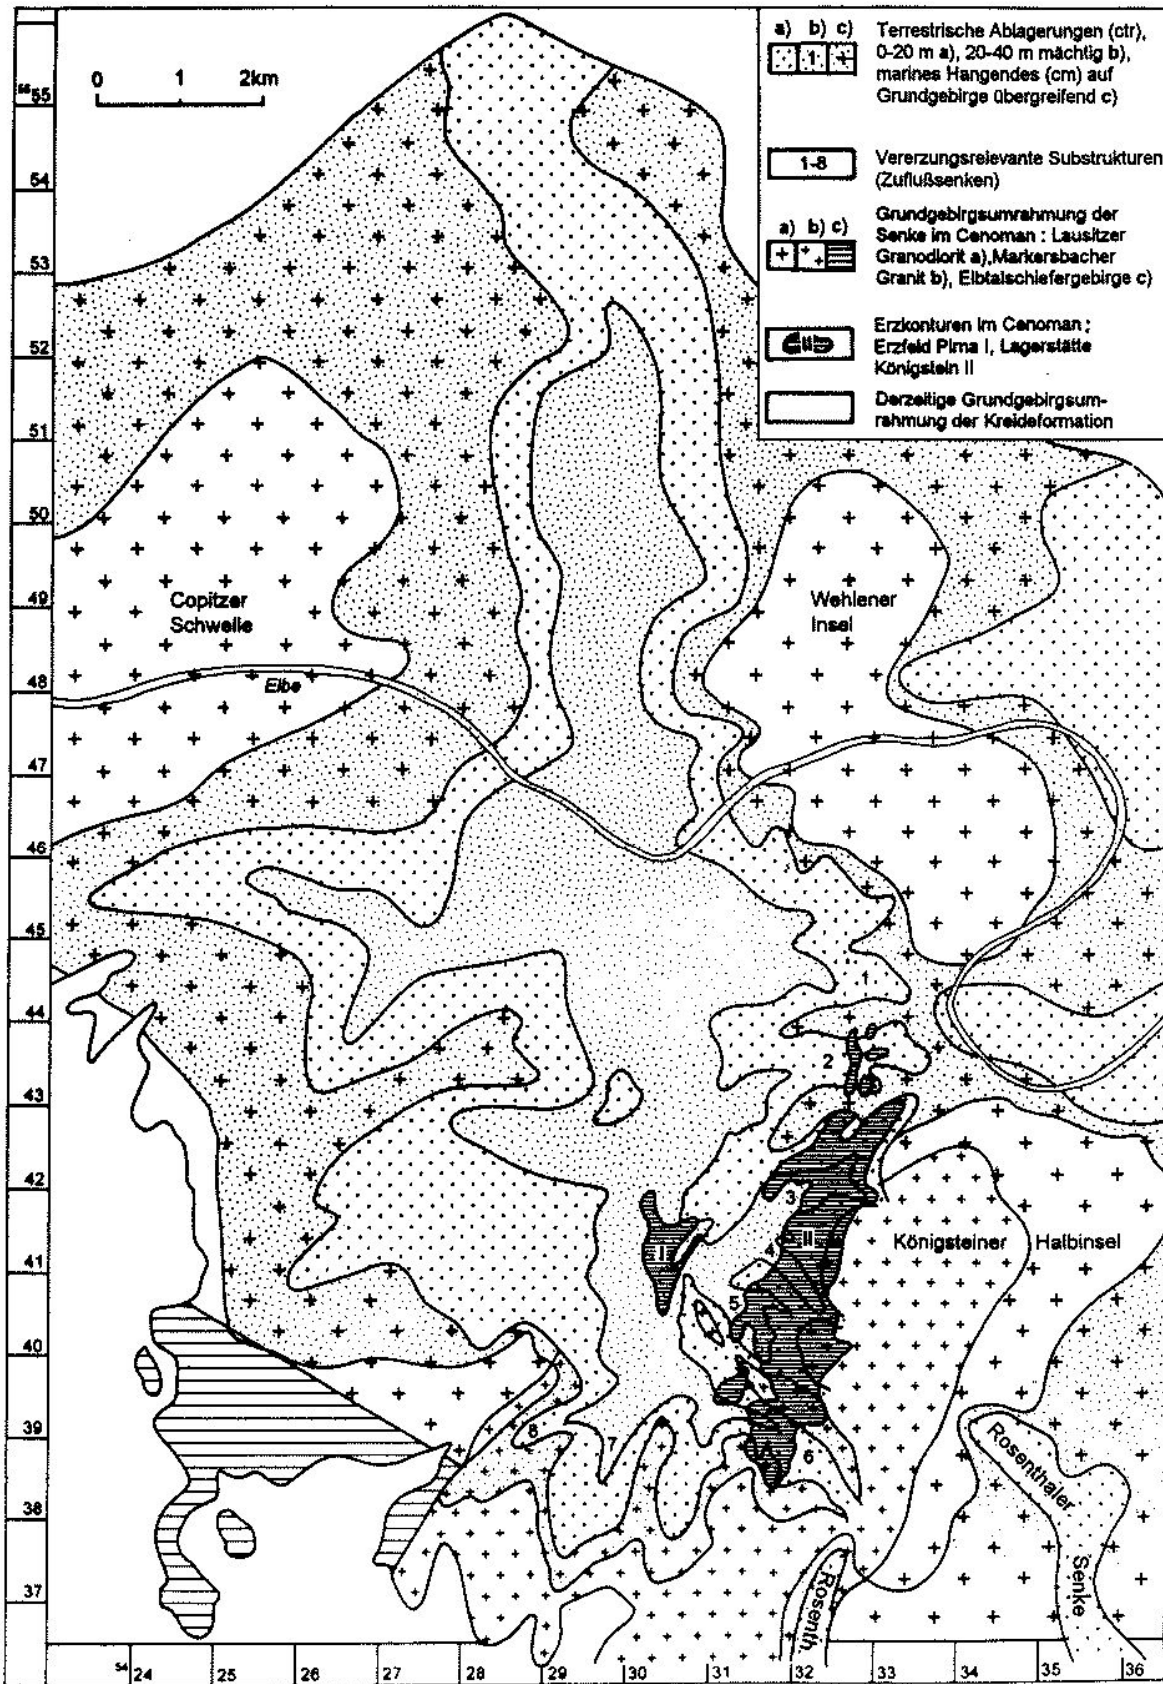 a) b) c)
1
Terrestrische Ablagerungen (ctr),
0-20 m a), 20-40 m mächtig b),
marines Hangendes (cm) auf
Grundgebirge übergreifend c)
1-8
Vererzungsrelevante Substrukturen
(Zuflußsenken)
a) b) c)
Grundgebirgsumrahmung der
Senke im Cenoman : Lausitzer
Granodiorit a),Markersbacher
Granit b), Elbtalschiefergebirge c)
Erzkonturen im Cenoman ;
Erzfeld Pirna I, Lagerstätte
Königstein II
Derzeitige Grundgebirgsum-
rahmung der Kreideformation
0 1 2km
56 55
54
53
52
51
50
49
48
47
46
45
44
43
42
41
40
39
38
37
Copitzer
Schwelle
Wehlener
Insel
Elbe
1
2
3
I
II
4
5
6
7
8
Königsteiner Halbinsel
Rosenthaler
Senke
Rosenth.
54 24 25 26 27 28 29 30 31 32 33 34 35 36